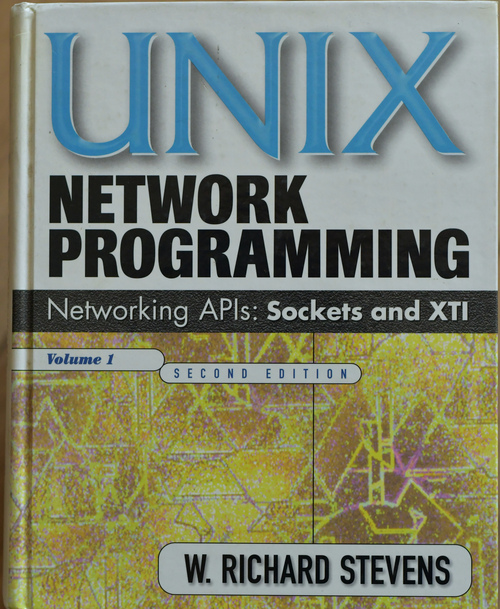 UNIX
NETWORK
PROGRAMMING
Networking APIs: Sockets and XTI
Volume 1
SECOND EDITION
W. RICHARD STEVENS